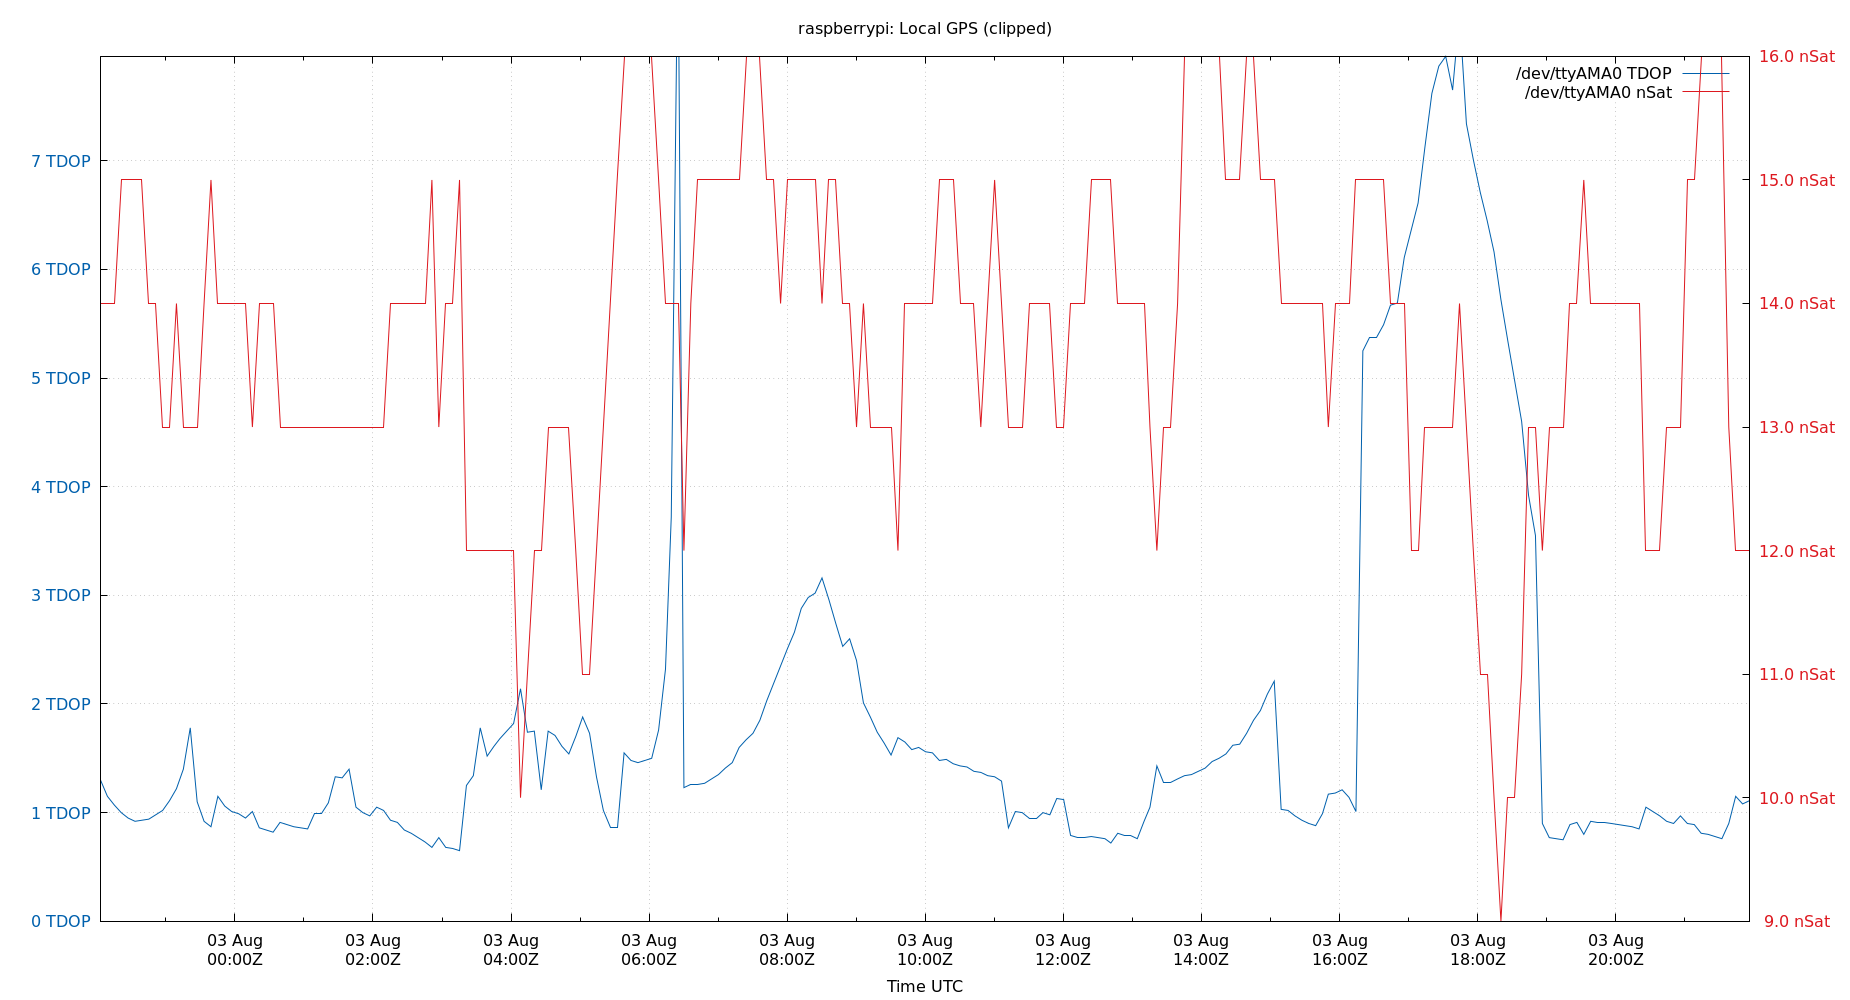 raspberrypi: Local GPS (clipped)
/dev/ttyAMA0 TDOP
/dev/ttyAMA0 nSat
7 TDOP
6 TDOP
5 TDOP
4 TDOP
3 TDOP
2 TDOP
1 TDOP
0 TDOP
16.0 nSat
15.0 nSat
14.0 nSat
13.0 nSat
12.0 nSat
11.0 nSat
10.0 nSat
9.0 nSat
03 Aug 03 Aug 03 Aug 03 Aug 03 Aug 03 Aug 03 Aug 03 Aug 03 Aug 03 Aug 03 Aug
00:00Z 02:00Z 04:00Z 06:00Z 08:00Z 10:00Z 12:00Z 14:00Z 16:00Z 18:00Z 20:00Z
Time UTC